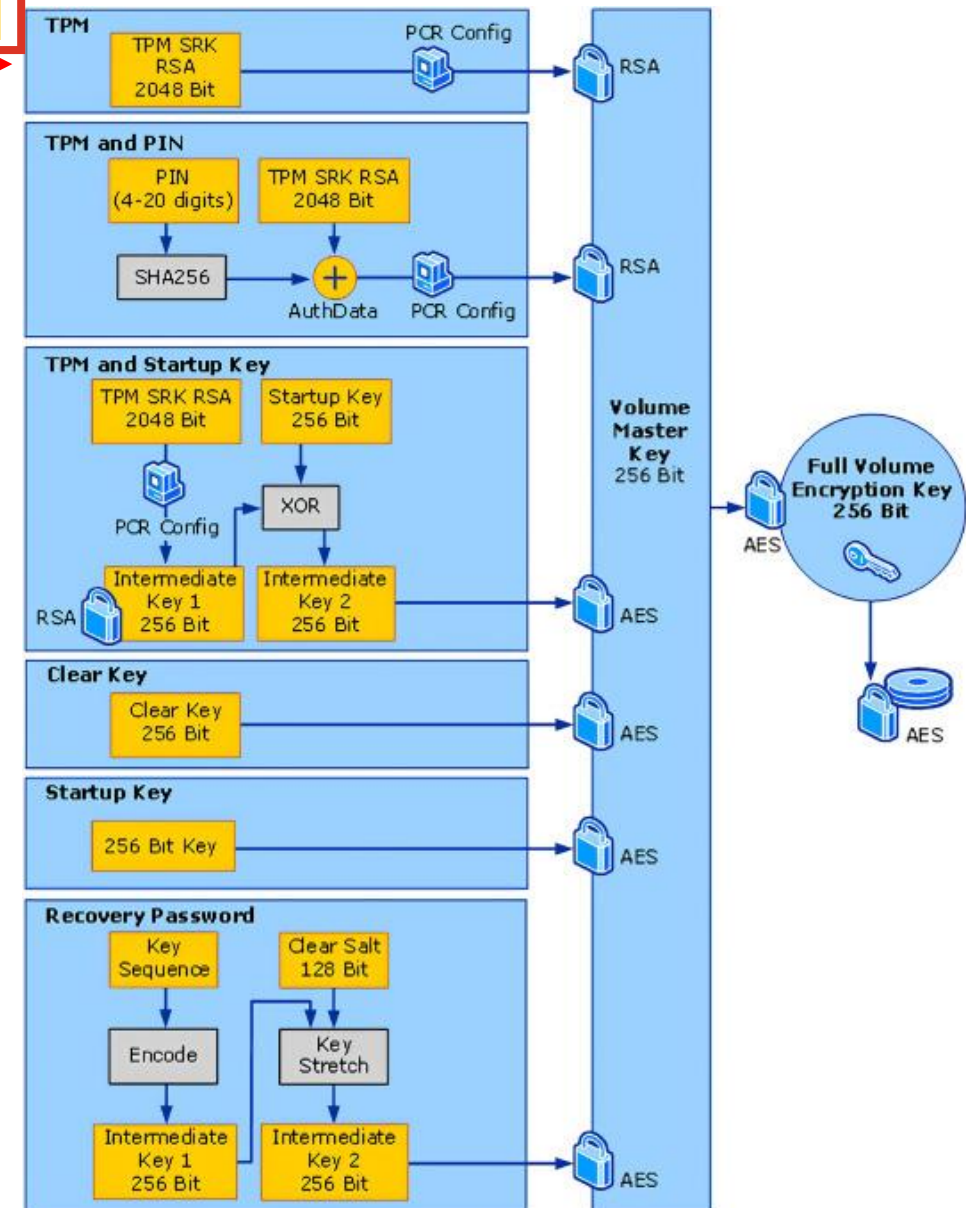 TPM
TPM SRK
RSA
2048 Bit
PCR Config
RSA
TPM and PIN
PIN
(4-20 digits)
TPM SRK RSA
2048 Bit
SHA256
+
AuthData
PCR Config
RSA
TPM and Startup Key
TPM SRK RSA
2048 Bit
Startup Key
256 Bit
PCR Config
XOR
RSA
Intermediate
Key 1
256 Bit
Intermediate
Key 2
256 Bit
AES
Clear Key
Clear Key
256 Bit
AES
Startup Key
256 Bit Key
AES
Recovery Password
Key
Sequence
Clear Salt
128 Bit
Encode
Key
Stretch
Intermediate
Key 1
256 Bit
Intermediate
Key 2
256 Bit
AES
Volume
Master
Key
256 Bit
AES
Full Volume
Encryption Key
256 Bit
AES